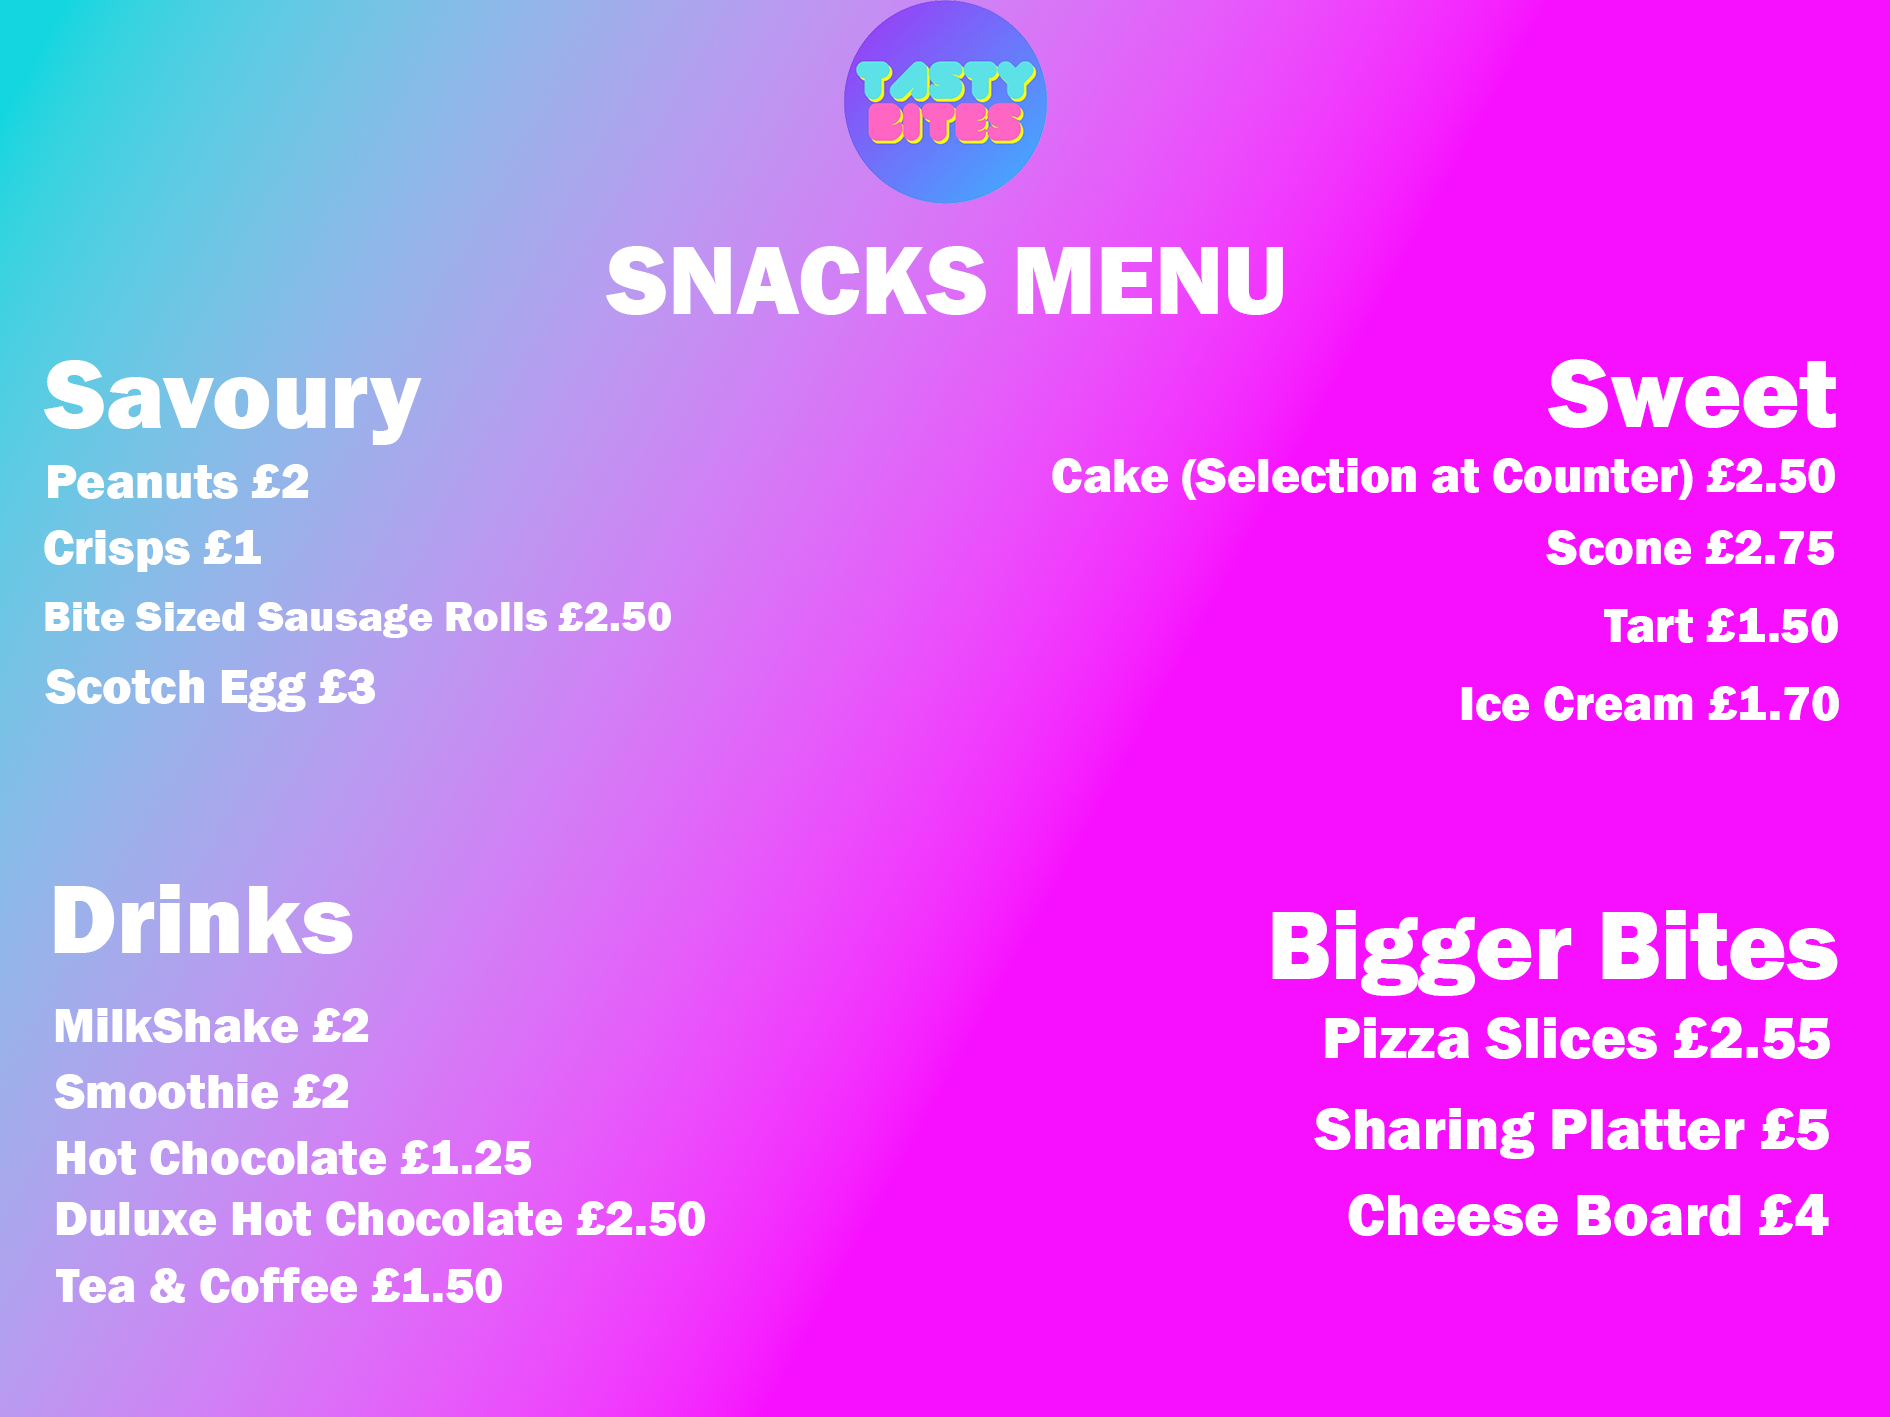 TASTY
BITES
SNACKS MENU
Savoury
Peanuts £2
Crisps £1
Bite Sized Sausage Rolls £2.50
Scotch Egg £3
Sweet
Cake (Selection at Counter) £2.50
Scone £2.75
Tart £1.50
Ice Cream £1.70
Drinks
MilkShake £2
Smoothie £2
Hot Chocolate £1.25
Duluxe Hot Chocolate £2.50
Tea & Coffee £1.50
Bigger Bites
Pizza Slices £2.55
Sharing Platter £5
Cheese Board £4